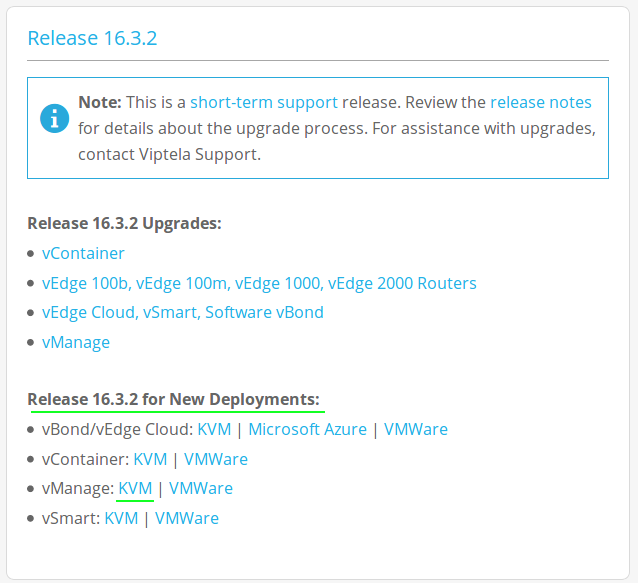 Release 16.3.2
Note: This is a short-term support release. Review the release notes
for details about the upgrade process. For assistance with upgrades,
contact Viptela Support.
Release 16.3.2 Upgrades:
vContainer
vEdge 100b, vEdge 100m, vEdge 1000, vEdge 2000 Routers
vEdge Cloud, vSmart, Software vBond
vManage
Release 16.3.2 for New Deployments:
vBond/vEdge Cloud: KVM | Microsoft Azure | VMWare
vContainer: KVM | VMWare
vManage: KVM | VMWare
vSmart: KVM | VMWare